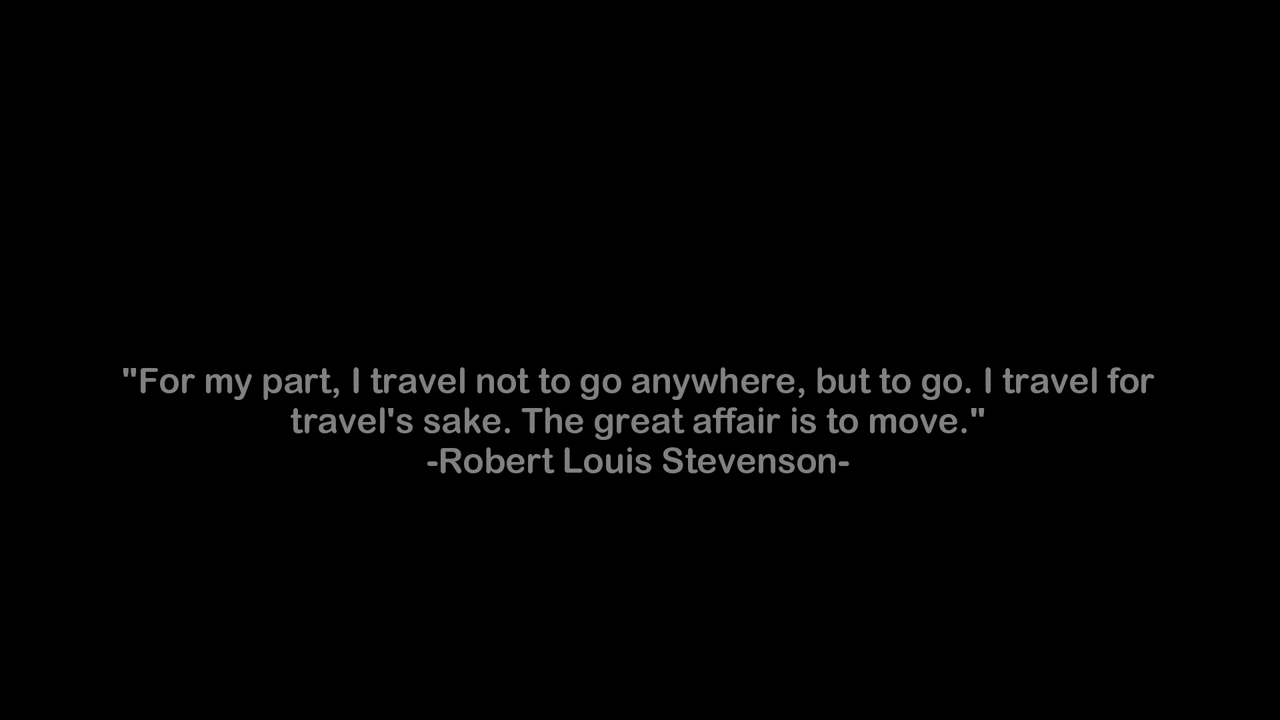 "For my part, I travel not to go anywhere, but to go. I travel for
travel's sake. The great affair is to move."
-Robert Louis Stevenson-